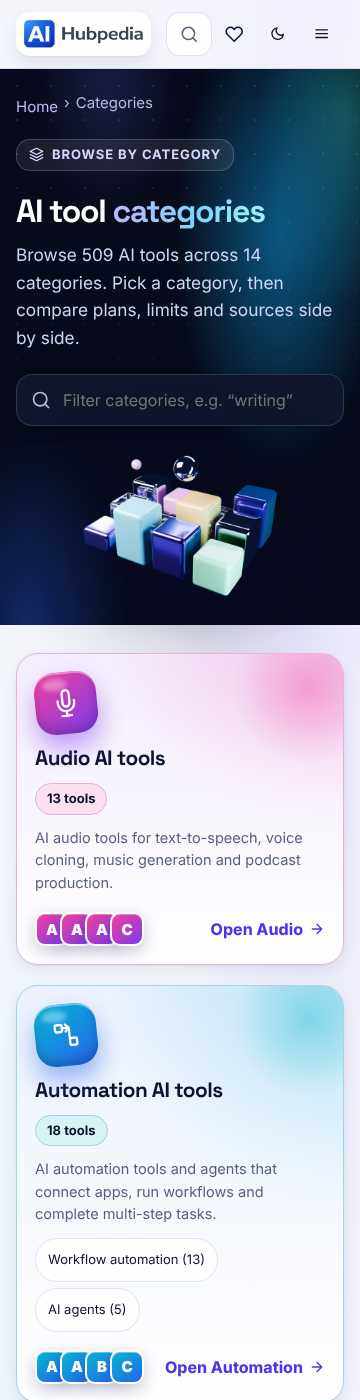 AI Hubpedia
Home › Categories
BROWSE BY CATEGORY
AI tool categories
Browse 509 AI tools across 14
categories. Pick a category, then
compare plans, limits and sources side
by side.
Filter categories, e.g. “writing”
Audio AI tools
13 tools
AI audio tools for text-to-speech, voice
cloning, music generation and podcast
production.
A A A C
Open Audio →
Automation AI tools
18 tools
AI automation tools and agents that
connect apps, run workflows and
complete multi-step tasks.
Workflow automation (13)
AI agents (5)
A A B C
Open Automation →